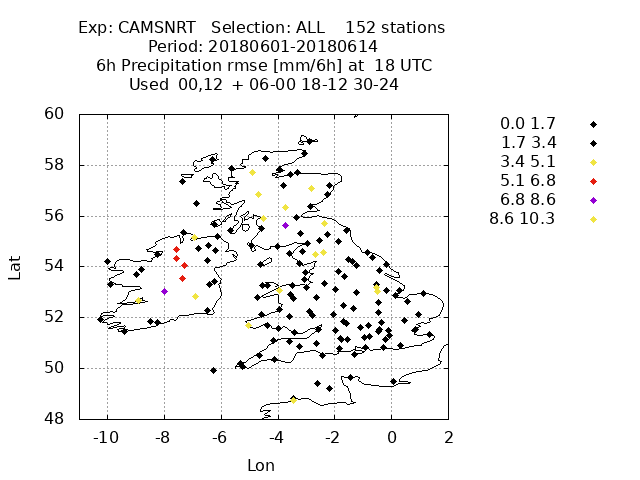 Exp: CAMSNRT Selection: ALL 152 stations
Period: 20180601-20180614
6h Precipitation rmse [mm/6h] at 18 UTC
Used 00,12 + 06-00 18-12 30-24
0.0 1.7
1.7 3.4
3.4 5.1
5.1 6.8
6.8 8.6
8.6 10.3
60
58
56
54
52
50
48
Lat
-10 -8 -6 -4 -2 0 2
Lon